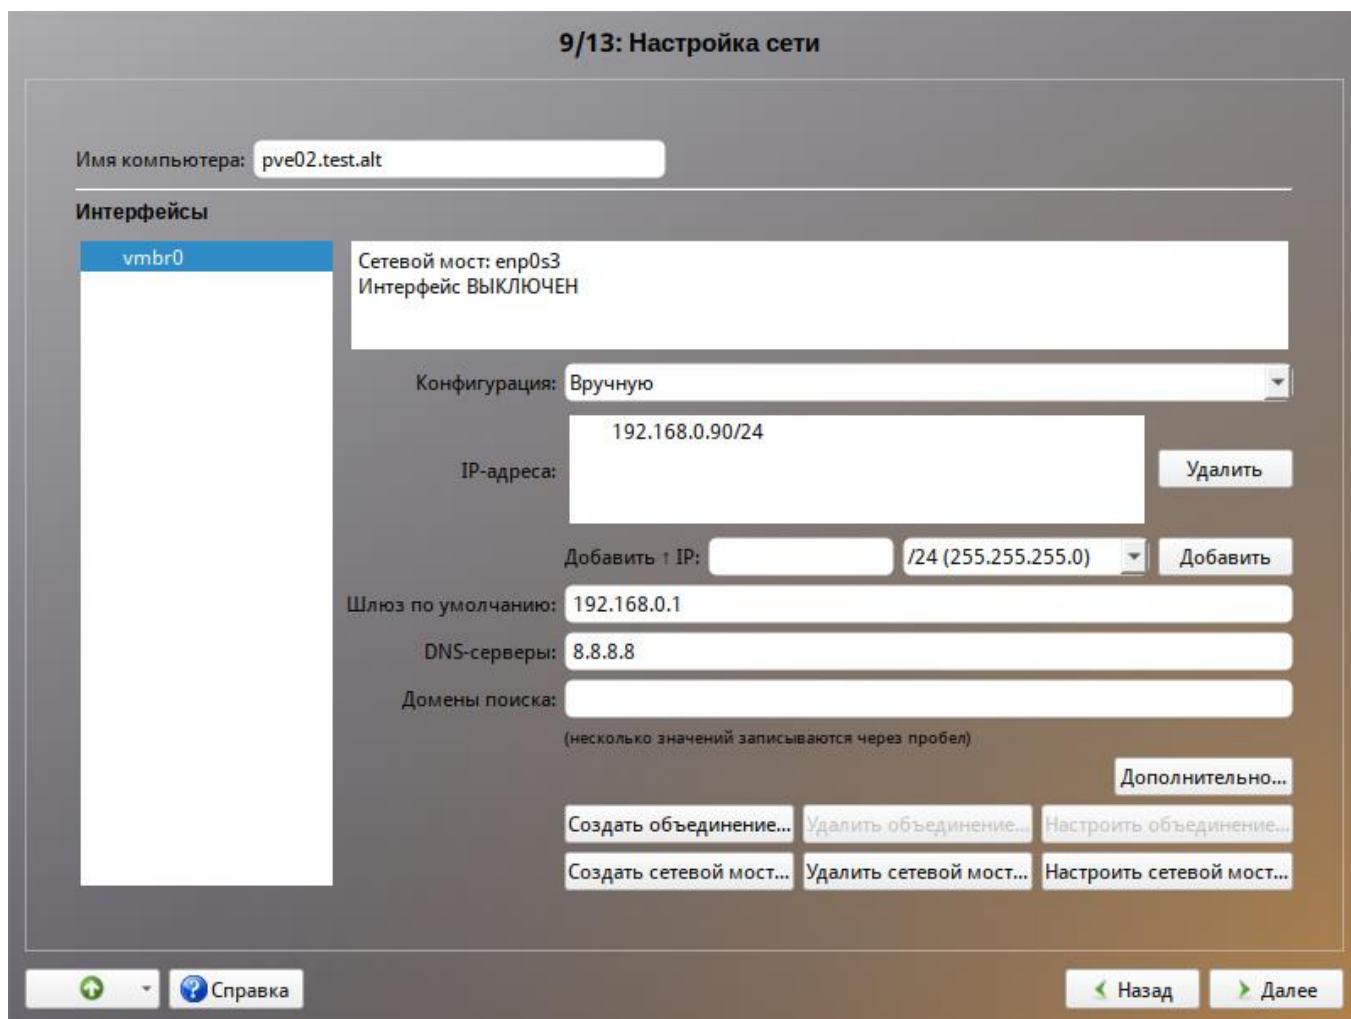 9/13: Настройка сети
Имя компьютера: pve02.test.alt
Интерфейсы
vmbr0
Сетевой мост: enp0s3
Интерфейс ВЫКЛЮЧЕН
Конфигурация: Вручную
192.168.0.90/24
IP-адреса: Удалить
Добавить ↑ IP: /24 (255.255.255.0) Добавить
Шлюз по умолчанию: 192.168.0.1
DNS-серверы: 8.8.8.8
Домены поиска:
(несколько значений записываются через пробел)
Дополнительно...
Создать объединение... Удалить объединение... Настроить объединение...
Создать сетевой мост... Удалить сетевой мост... Настроить сетевой мост...
Справка Назад Далее